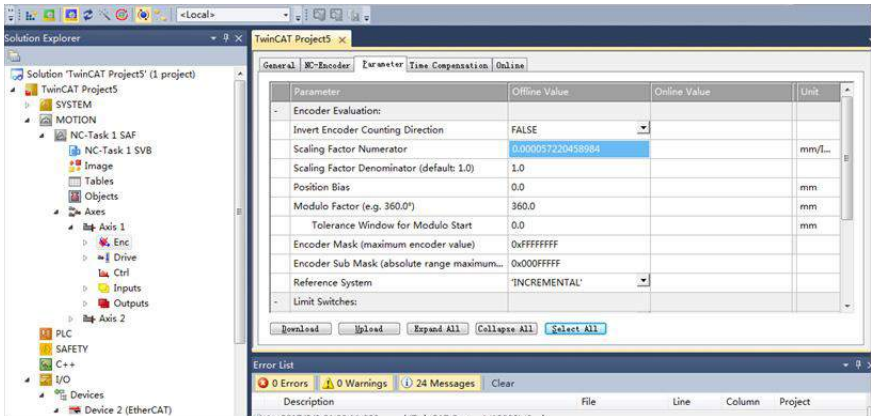 <Local>
Solution Explorer
TwinCAT Project5
Solution 'TwinCAT Project5' (1 project)
TwinCAT Project5
SYSTEM
MOTION
NC-Task 1 SAF
NC-Task 1 SVB
Image
Tables
Objects
Axes
Axis 1
Enc
Drive
Ctrl
Inputs
Outputs
Axis 2
PLC
SAFETY
C++
I/O
Devices
Device 2 (EtherCAT)
General NC-Encoder Parameter Time Compensation Online
Parameter Offline Value Online Value Unit
- Encoder Evaluation:
Invert Encoder Counting Direction FALSE
Scaling Factor Numerator 0.000057220458984 mm/I...
Scaling Factor Denominator (default: 1.0) 1.0
Position Bias 0.0 mm
Modulo Factor (e.g. 360.0°) 360.0 mm
Tolerance Window for Modulo Start 0.0 mm
Encoder Mask (maximum encoder value) 0xFFFFFFFF
Encoder Sub Mask (absolute range maximum... 0x000FFFFF
Reference System 'INCREMENTAL'
- Limit Switches:
Download Upload Expand All Collapse All Select All
Error List
0 Errors 0 Warnings 24 Messages Clear
Description File Line Column Project